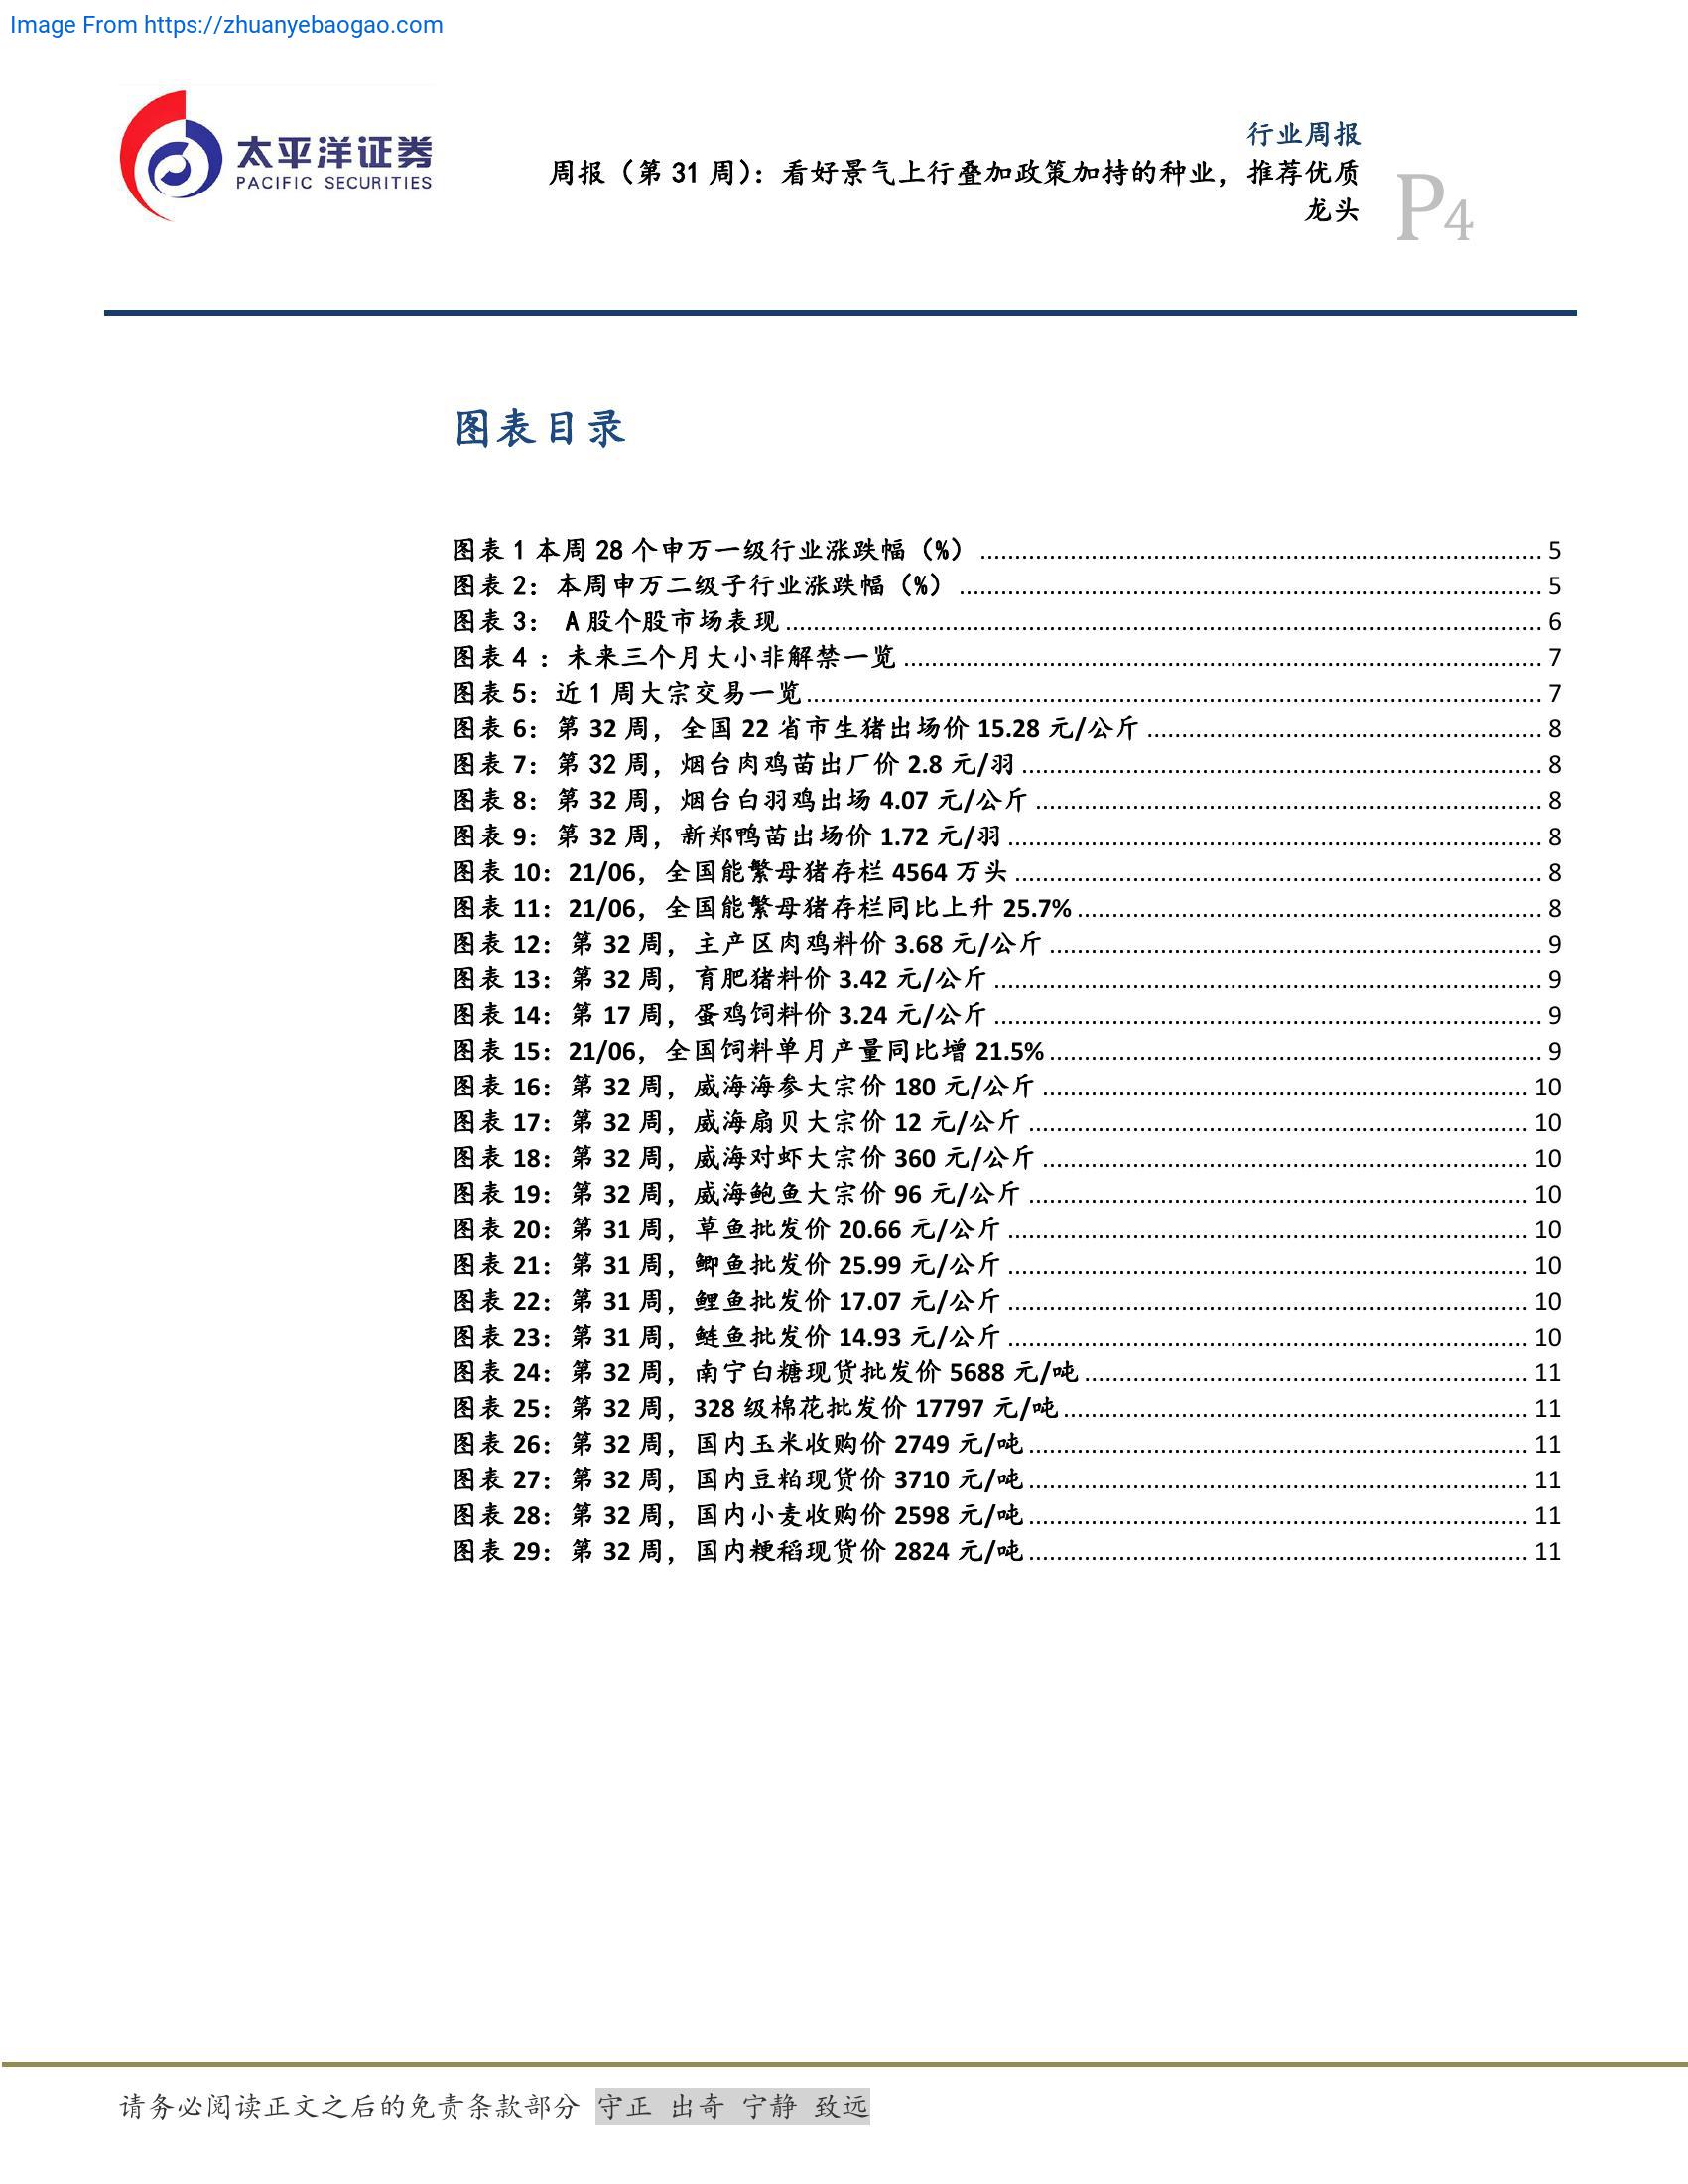 Image From https://zhuanyebaogao.com
太平洋证券
PACIFIC SECURITIES
行业周报
周报（第 31 周）：看好景气上行叠加政策加持的种业，推荐优质
龙头
P4
图表目录
图表 1 本周 28 个申万一级行业涨跌幅（%） ........ 5
图表 2：本周申万二级子行业涨跌幅（%） ........ 5
图表 3： A 股个股市场表现 ........ 6
图表 4 ：未来三个月大小非解禁一览 ........ 7
图表 5：近 1 周大宗交易一览 ........ 7
图表 6：第 32 周，全国 22 省市生猪出场价 15.28 元/公斤 ........ 8
图表 7：第 32 周，烟台肉鸡苗出厂价 2.8 元/羽 ........ 8
图表 8：第 32 周，烟台白羽鸡出场 4.07 元/公斤 ........ 8
图表 9：第 32 周，新郑鸭苗出场价 1.72 元/羽 ........ 8
图表 10：21/06，全国能繁母猪存栏 4564 万头 ........ 8
图表 11：21/06，全国能繁母猪存栏同比上升 25.7% ........ 8
图表 12：第 32 周，主产区肉鸡料价 3.68 元/公斤 ........ 9
图表 13：第 32 周，育肥猪料价 3.42 元/公斤 ........ 9
图表 14：第 17 周，蛋鸡饲料价 3.24 元/公斤 ........ 9
图表 15：21/06，全国饲料单月产量同比增 21.5% ........ 9
图表 16：第 32 周，威海海参大宗价 180 元/公斤 ........ 10
图表 17：第 32 周，威海扇贝大宗价 12 元/公斤 ........ 10
图表 18：第 32 周，威海对虾大宗价 360 元/公斤 ........ 10
图表 19：第 32 周，威海鲍鱼大宗价 96 元/公斤 ........ 10
图表 20：第 31 周，草鱼批发价 20.66 元/公斤 ........ 10
图表 21：第 31 周，鲫鱼批发价 25.99 元/公斤 ........ 10
图表 22：第 31 周，鲤鱼批发价 17.07 元/公斤 ........ 10
图表 23：第 31 周，鲢鱼批发价 14.93 元/公斤 ........ 10
图表 24：第 32 周，南宁白糖现货批发价 5688 元/吨 ........ 11
图表 25：第 32 周，328 级棉花批发价 17797 元/吨 ........ 11
图表 26：第 32 周，国内玉米收购价 2749 元/吨 ........ 11
图表 27：第 32 周，国内豆粕现货价 3710 元/吨 ........ 11
图表 28：第 32 周，国内小麦收购价 2598 元/吨 ........ 11
图表 29：第 32 周，国内粳稻现货价 2824 元/吨 ........ 11
请务必阅读正文之后的免责条款部分 守正 出奇 宁静 致远